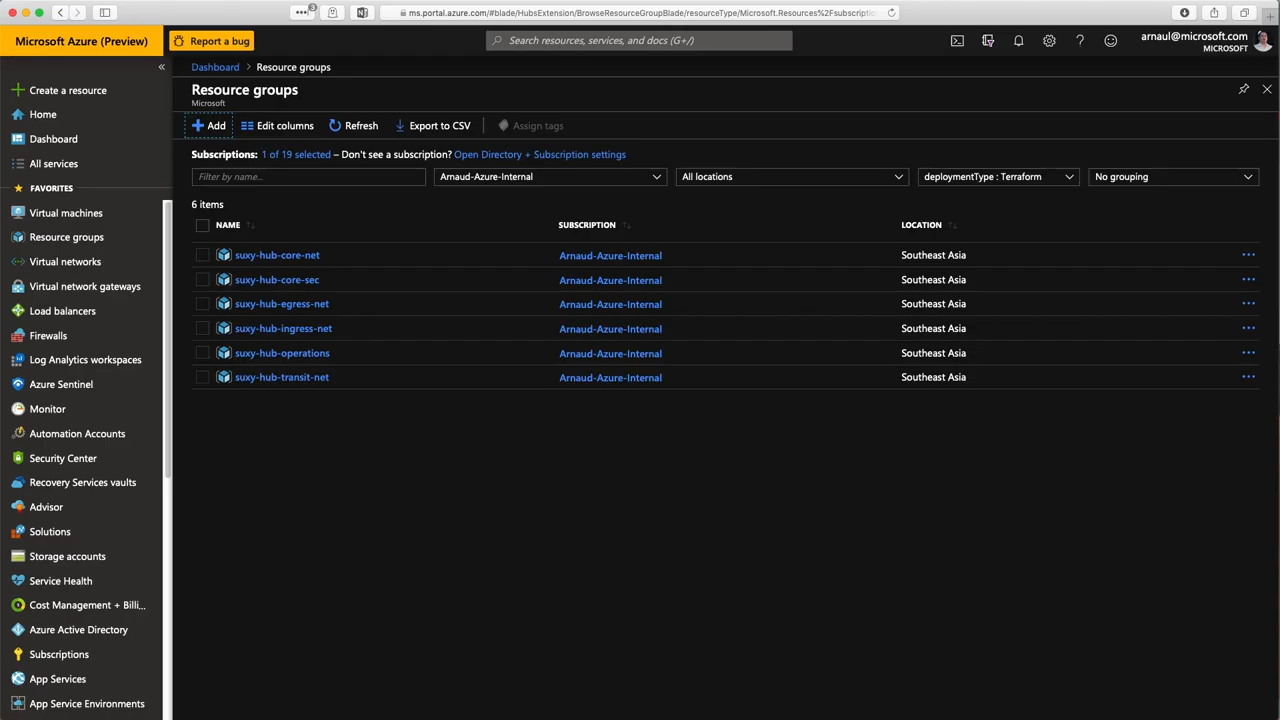 3
ms.portal.azure.com/#blade/HubsExtension/BrowseResourceGroupBlade/resourceType/Microsoft.Resources%2Fsubscriptio
Microsoft Azure (Preview)
Report a bug
Search resources, services, and docs (G+/)
arnaul@microsoft.com
MICROSOFT
Create a resource
Home
Dashboard
All services
FAVORITES
Virtual machines
Resource groups
Virtual networks
Virtual network gateways
Load balancers
Firewalls
Log Analytics workspaces
Azure Sentinel
Monitor
Automation Accounts
Security Center
Recovery Services vaults
Advisor
Solutions
Storage accounts
Service Health
Cost Management + Billi...
Azure Active Directory
Subscriptions
App Services
App Service Environments
Dashboard > Resource groups
Resource groups
Microsoft
Add Edit columns Refresh Export to CSV Assign tags
Subscriptions: 1 of 19 selected – Don't see a subscription? Open Directory + Subscription settings
Filter by name... Arnaud-Azure-Internal All locations deploymentType : Terraform No grouping
6 items
NAME SUBSCRIPTION LOCATION
suxy-hub-core-net Arnaud-Azure-Internal Southeast Asia
suxy-hub-core-sec Arnaud-Azure-Internal Southeast Asia
suxy-hub-egress-net Arnaud-Azure-Internal Southeast Asia
suxy-hub-ingress-net Arnaud-Azure-Internal Southeast Asia
suxy-hub-operations Arnaud-Azure-Internal Southeast Asia
suxy-hub-transit-net Arnaud-Azure-Internal Southeast Asia